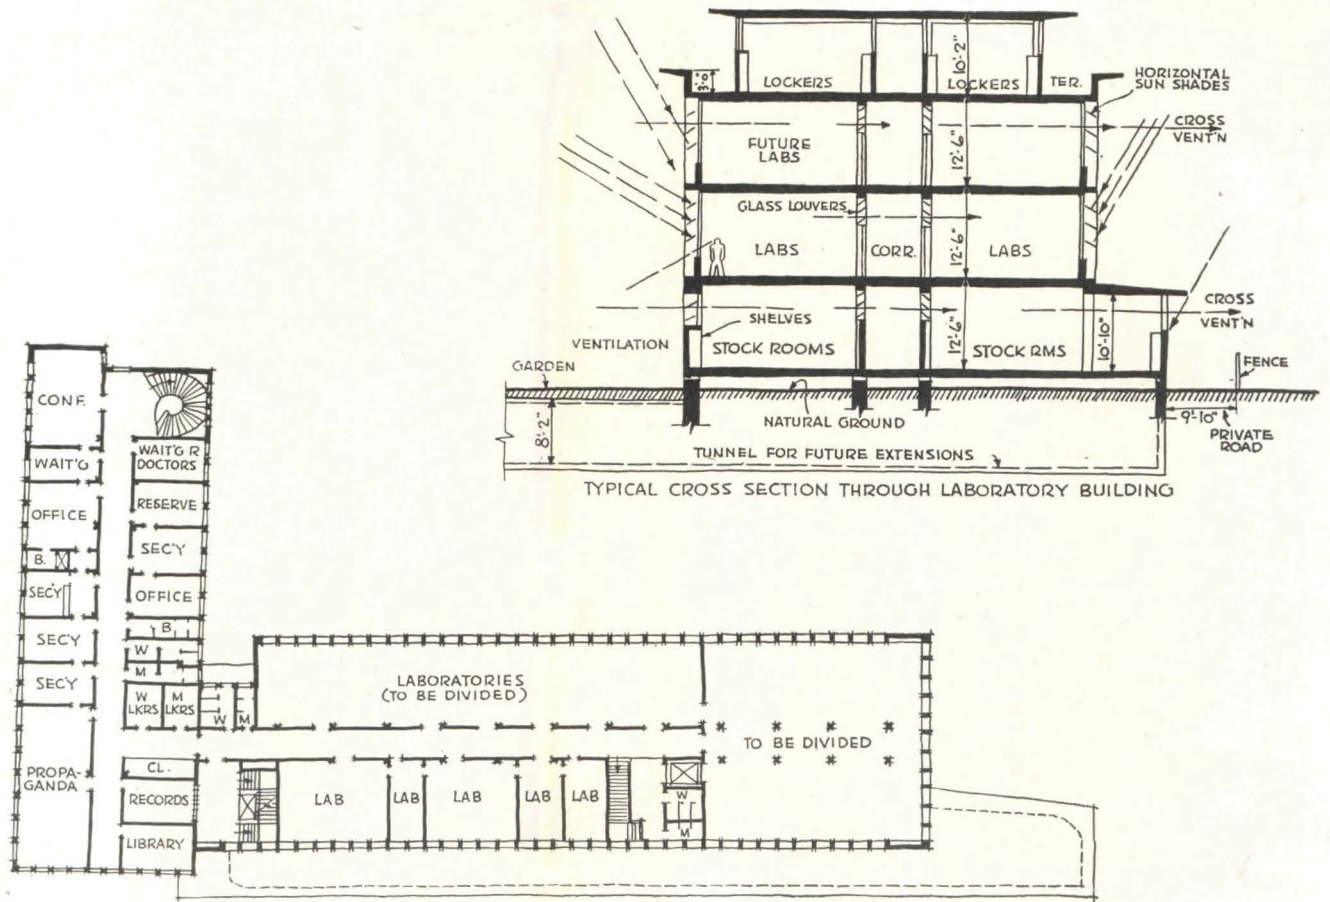 LOCKERS
LOCKERS
TER.
10'-2"
3'-0"
HORIZONTAL
SUN SHADES
CROSS
VENT'N
FUTURE
LABS
12'-6"
GLASS LOUVERS
LABS
CORR.
LABS
12'-6"
SHELVES
STOCK ROOMS
STOCK RMS
12'-6"
10'-10"
CROSS
VENT'N
VENTILATION
GARDEN
FENCE
8'-2"
NATURAL GROUND
9'-10"
PRIVATE
ROAD
TUNNEL FOR FUTURE EXTENSIONS
TYPICAL CROSS SECTION THROUGH LABORATORY BUILDING
CONF.
WAIT'G
OFFICE
B.
SEC'Y
SEC'Y
SEC'Y
PROPA-
GANDA
WAIT'G R
DOCTORS
RESERVE
SEC'Y
OFFICE
B.
W
M
W
LKRS
M
LKRS
W
M
CL.
RECORDS
LIBRARY
LABORATORIES
(TO BE DIVIDED)
TO BE DIVIDED
LAB
LAB
LAB
LAB
LAB
W
M